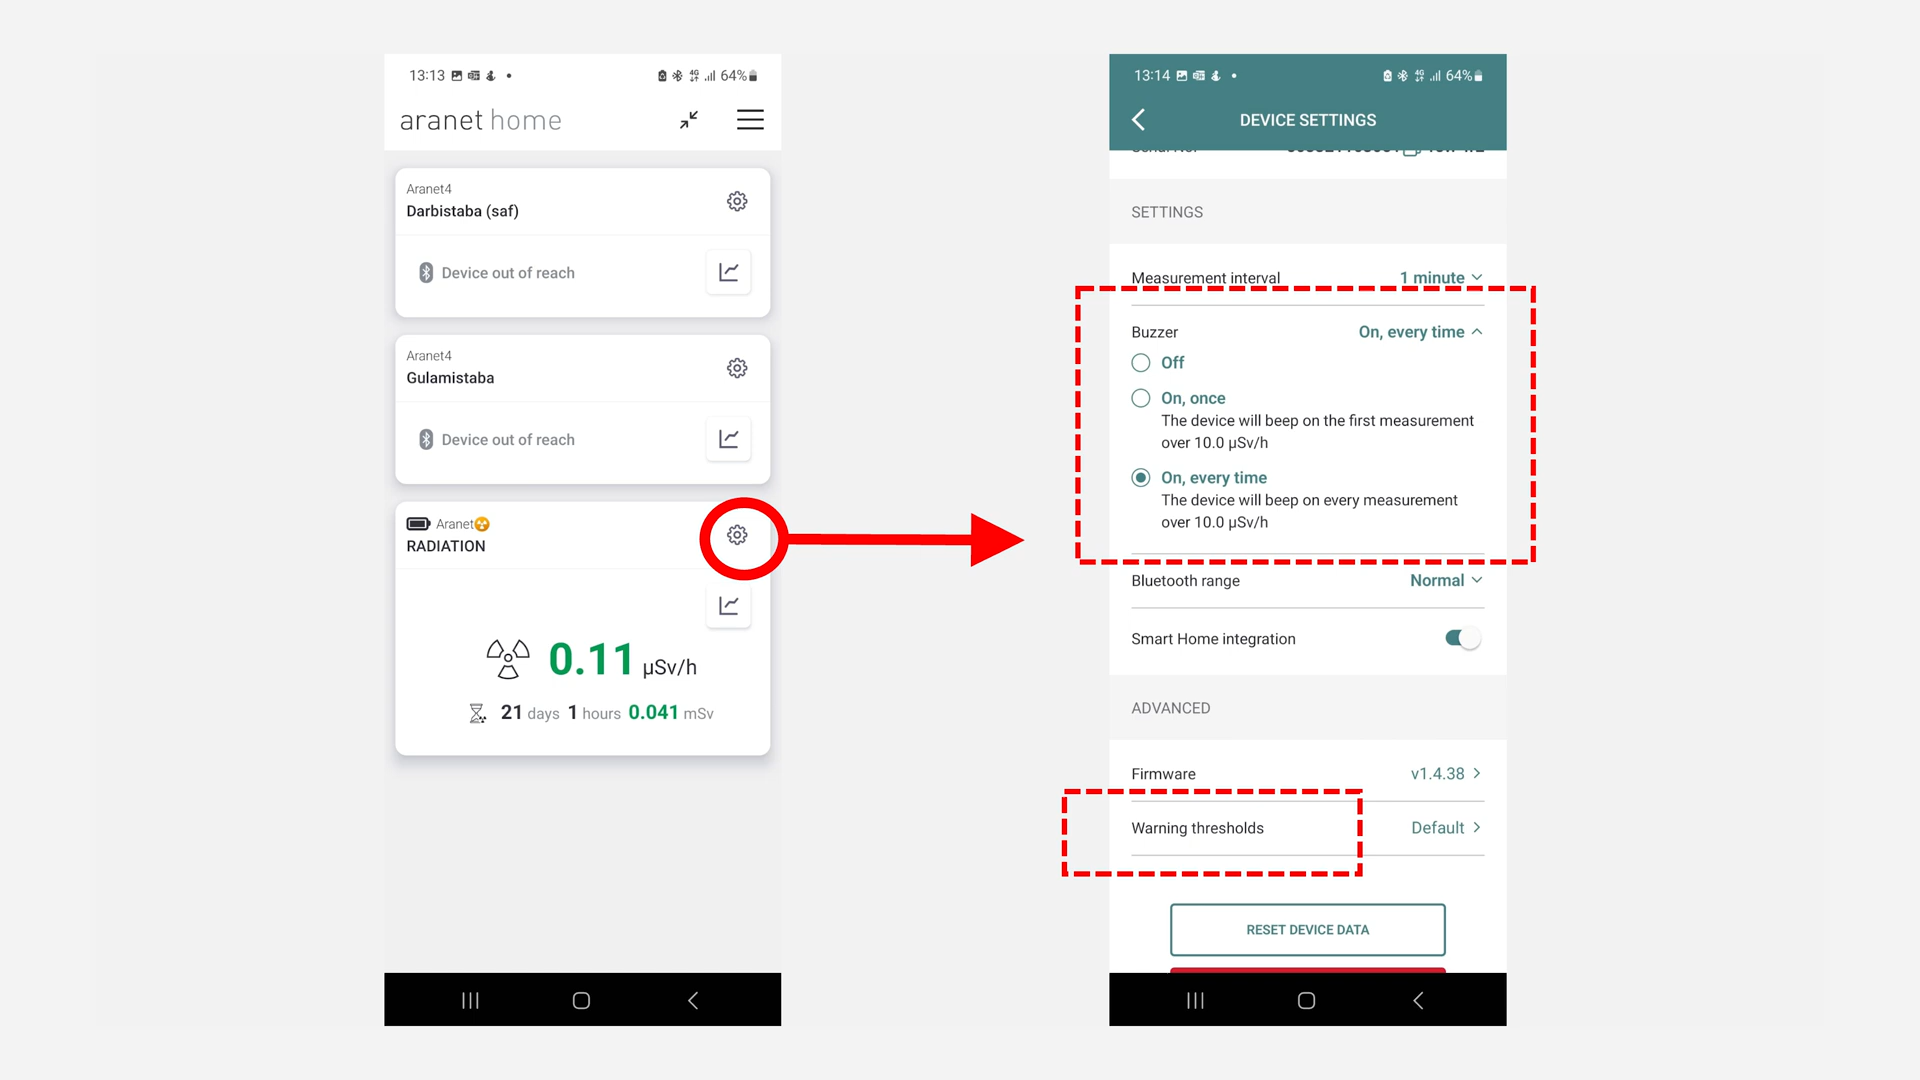 13:13
64%
aranet home
Aranet4
Darbistaba (saf)
Device out of reach
Aranet4
Gulamistaba
Device out of reach
Aranet☢
RADIATION
0.11 µSv/h
21 days 1 hours 0.041 mSv
13:14
64%
DEVICE SETTINGS
SETTINGS
Measurement interval 1 minute
Buzzer On, every time
Off
On, once
The device will beep on the first measurement
over 10.0 µSv/h
On, every time
The device will beep on every measurement
over 10.0 µSv/h
Bluetooth range Normal
Smart Home integration
ADVANCED
Firmware v1.4.38
Warning thresholds Default
RESET DEVICE DATA